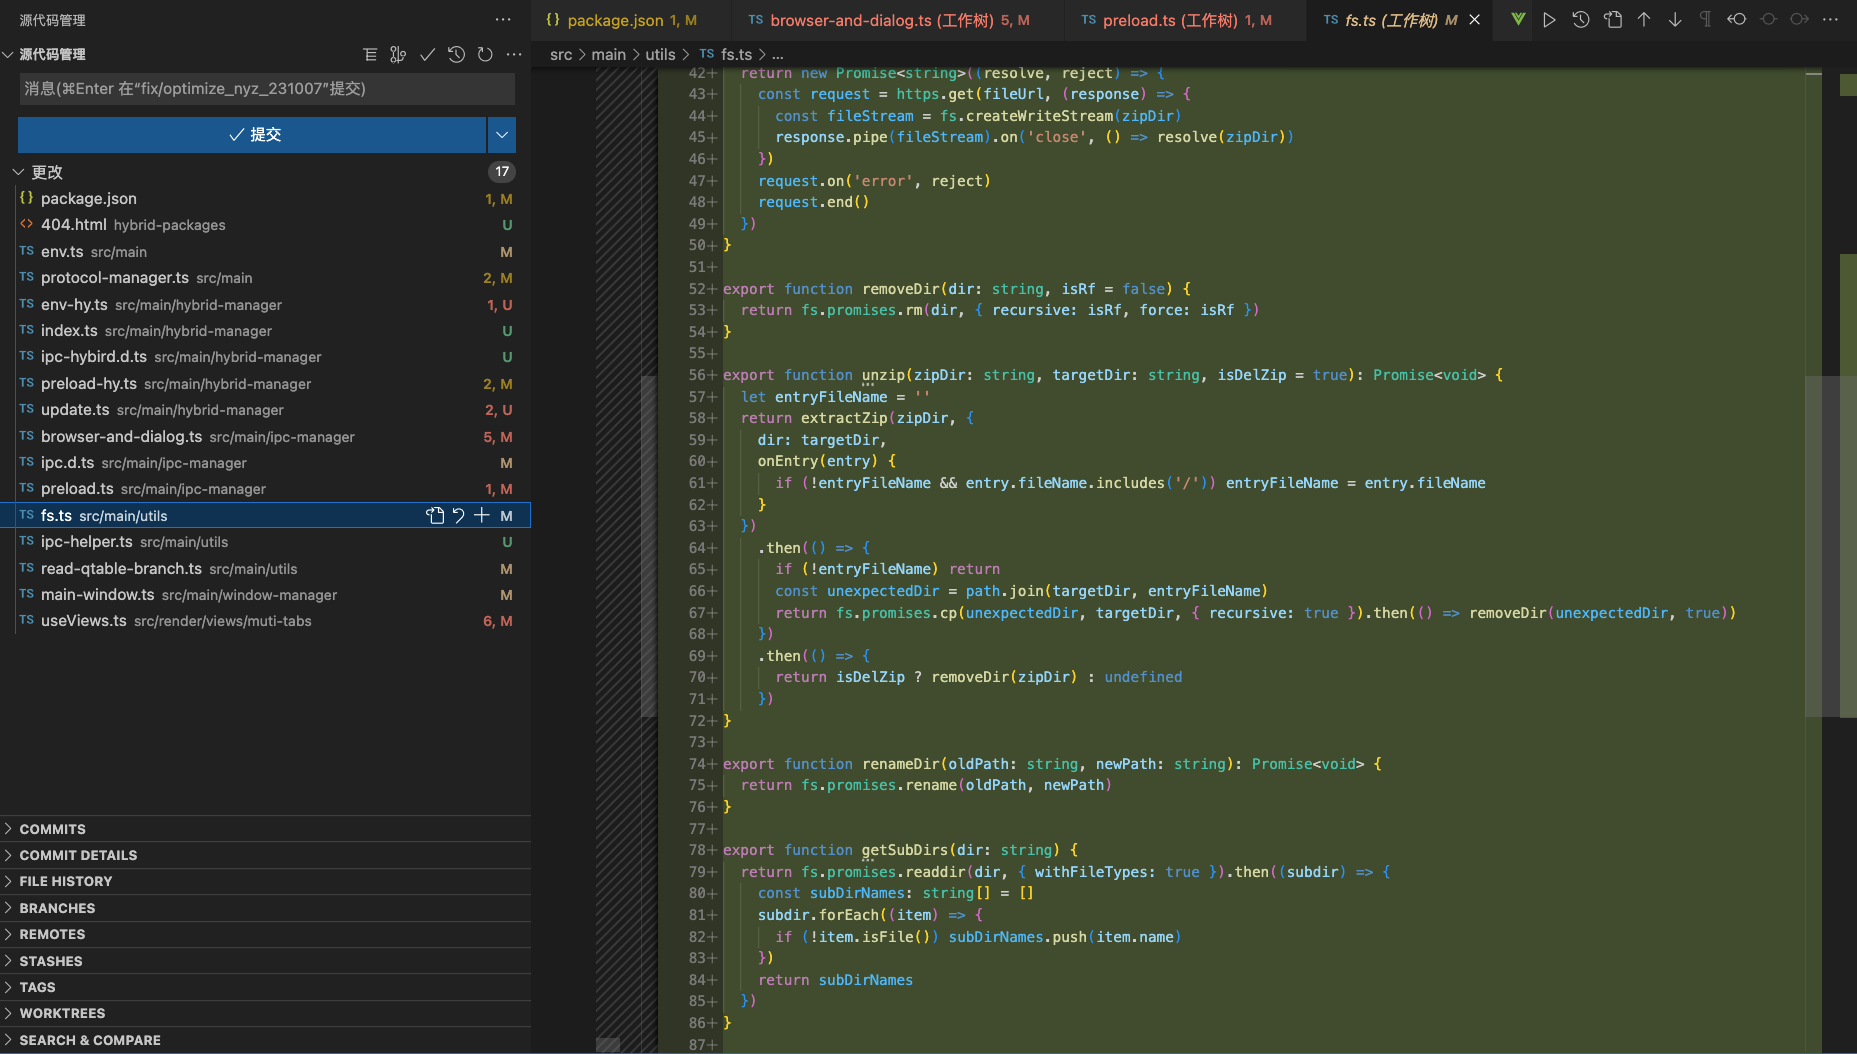 源代码管理
源代码管理
消息(⌘Enter 在“fix/optimize_nyz_231007”提交)
提交
更改 17
package.json 1, M
404.html hybrid-packages U
TS env.ts src/main M
TS protocol-manager.ts src/main 2, M
TS env-hy.ts src/main/hybrid-manager 1, U
TS index.ts src/main/hybrid-manager U
TS ipc-hybird.d.ts src/main/hybrid-manager U
TS preload-hy.ts src/main/hybrid-manager 2, M
TS update.ts src/main/hybrid-manager 2, U
TS browser-and-dialog.ts src/main/ipc-manager 5, M
TS ipc.d.ts src/main/ipc-manager M
TS preload.ts src/main/ipc-manager 1, M
TS fs.ts src/main/utils M
TS ipc-helper.ts src/main/utils U
TS read-qtable-branch.ts src/main/utils M
TS main-window.ts src/main/window-manager M
TS useViews.ts src/render/views/muti-tabs 6, M
COMMITS
COMMIT DETAILS
FILE HISTORY
BRANCHES
REMOTES
STASHES
TAGS
WORKTREES
SEARCH & COMPARE
{} package.json 1, M
TS browser-and-dialog.ts (工作树) 5, M
TS preload.ts (工作树) 1, M
TS fs.ts (工作树) M
src > main > utils > TS fs.ts > ...
42+ return new Promise<string>((resolve, reject) => {
43+ const request = https.get(fileUrl, (response) => {
44+ const fileStream = fs.createWriteStream(zipDir)
45+ response.pipe(fileStream).on('close', () => resolve(zipDir))
46+ })
47+ request.on('error', reject)
48+ request.end()
49+ })
50+ }
51+
52+ export function removeDir(dir: string, isRf = false) {
53+ return fs.promises.rm(dir, { recursive: isRf, force: isRf })
54+ }
55+
56+ export function unzip(zipDir: string, targetDir: string, isDelZip = true): Promise<void> {
57+ let entryFileName = ''
58+ return extractZip(zipDir, {
59+ dir: targetDir,
60+ onEntry(entry) {
61+ if (!entryFileName && entry.fileName.includes('/')) entryFileName = entry.fileName
62+ }
63+ })
64+ .then(() => {
65+ if (!entryFileName) return
66+ const unexpectedDir = path.join(targetDir, entryFileName)
67+ return fs.promises.cp(unexpectedDir, targetDir, { recursive: true }).then(() => removeDir(unexpectedDir, true))
68+ })
69+ .then(() => {
70+ return isDelZip ? removeDir(zipDir) : undefined
71+ })
72+ }
73+
74+ export function renameDir(oldPath: string, newPath: string): Promise<void> {
75+ return fs.promises.rename(oldPath, newPath)
76+ }
77+
78+ export function getSubDirs(dir: string) {
79+ return fs.promises.readdir(dir, { withFileTypes: true }).then((subdir) => {
80+ const subDirNames: string[] = []
81+ subdir.forEach((item) => {
82+ if (!item.isFile()) subDirNames.push(item.name)
83+ })
84+ return subDirNames
85+ })
86+ }
87+